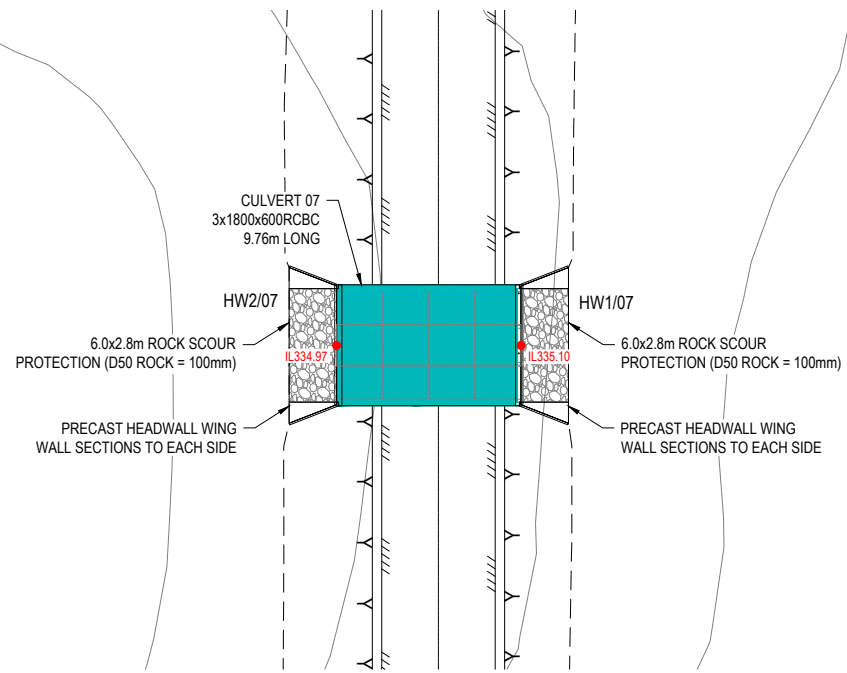 CULVERT 07
3x1800x600RCBC
9.76m LONG
HW2/07
HW1/07
6.0x2.8m ROCK SCOUR
PROTECTION (D50 ROCK = 100mm)
IL334.97
IL335.10
6.0x2.8m ROCK SCOUR
PROTECTION (D50 ROCK = 100mm)
PRECAST HEADWALL WING
WALL SECTIONS TO EACH SIDE
PRECAST HEADWALL WING
WALL SECTIONS TO EACH SIDE